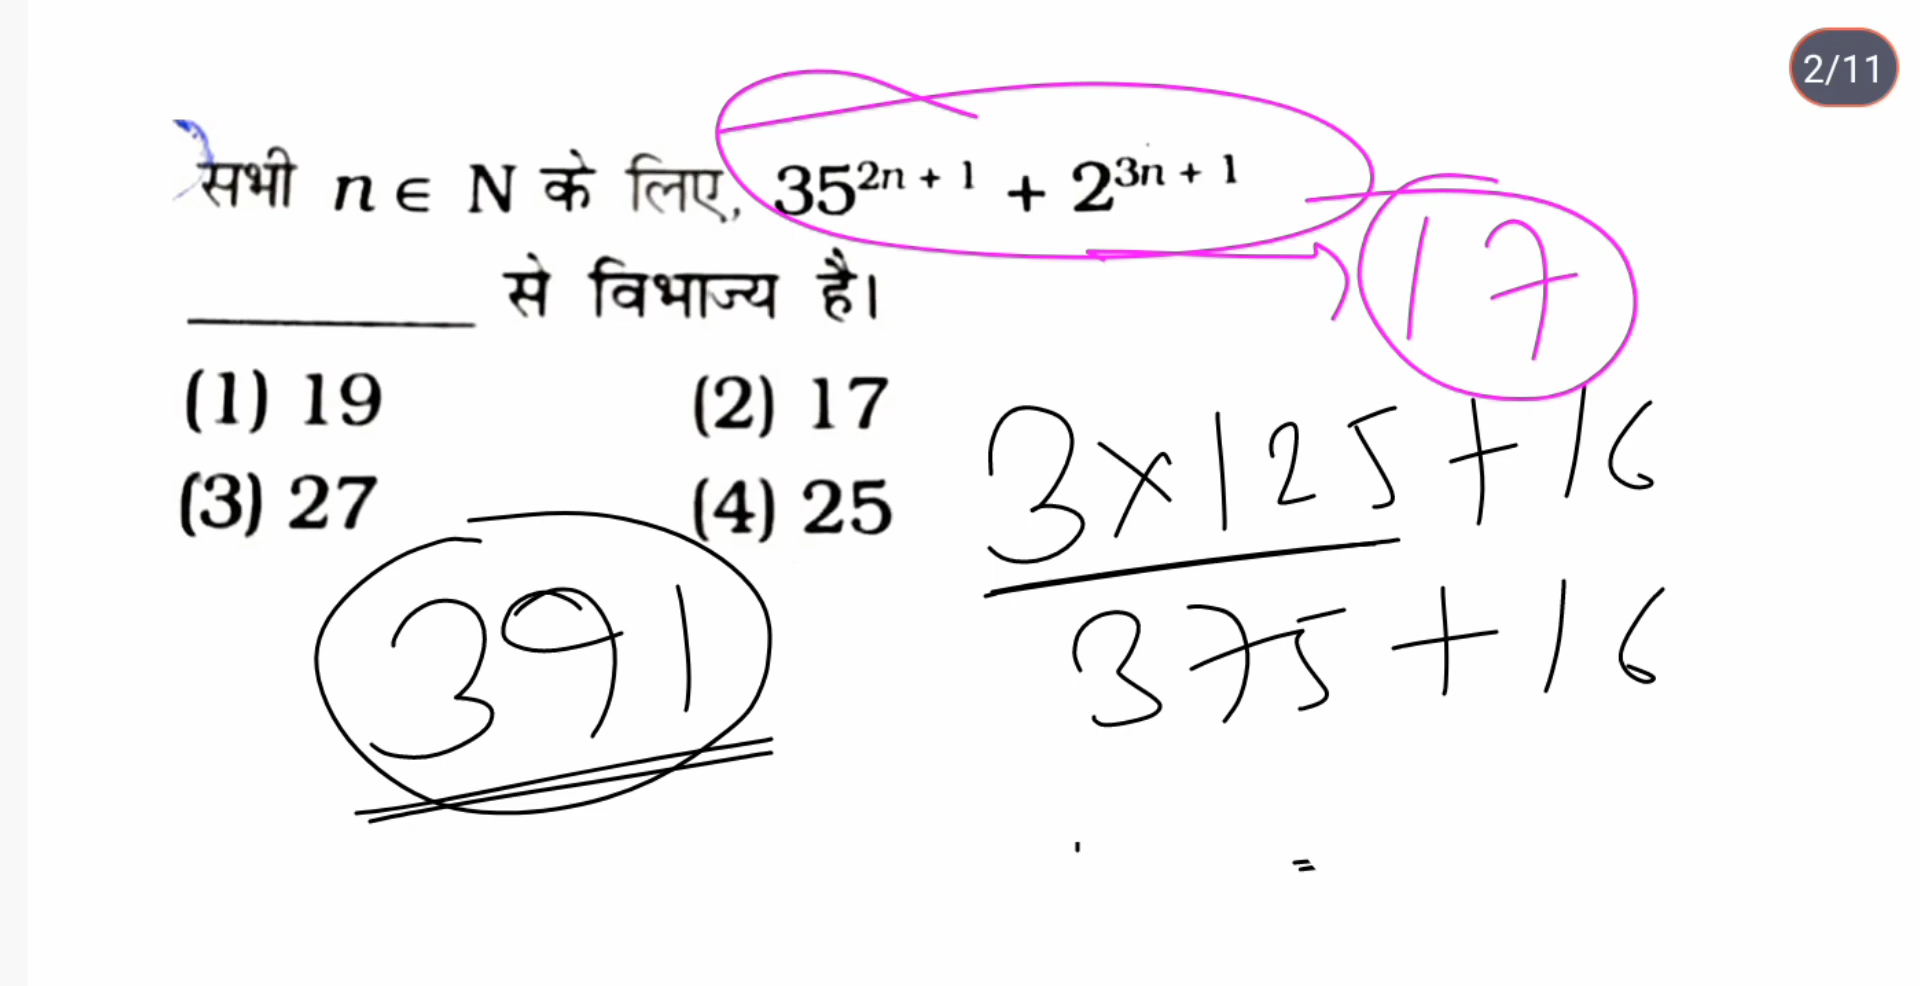 2/11
सभी n ∈ N के लिए, 35^{2n + 1} + 2^{3n + 1}
17
__________ से विभाज्य है।
(1) 19 (2) 17
3 × 125 + 16
(3) 27 (4) 25
391
375 + 16
=